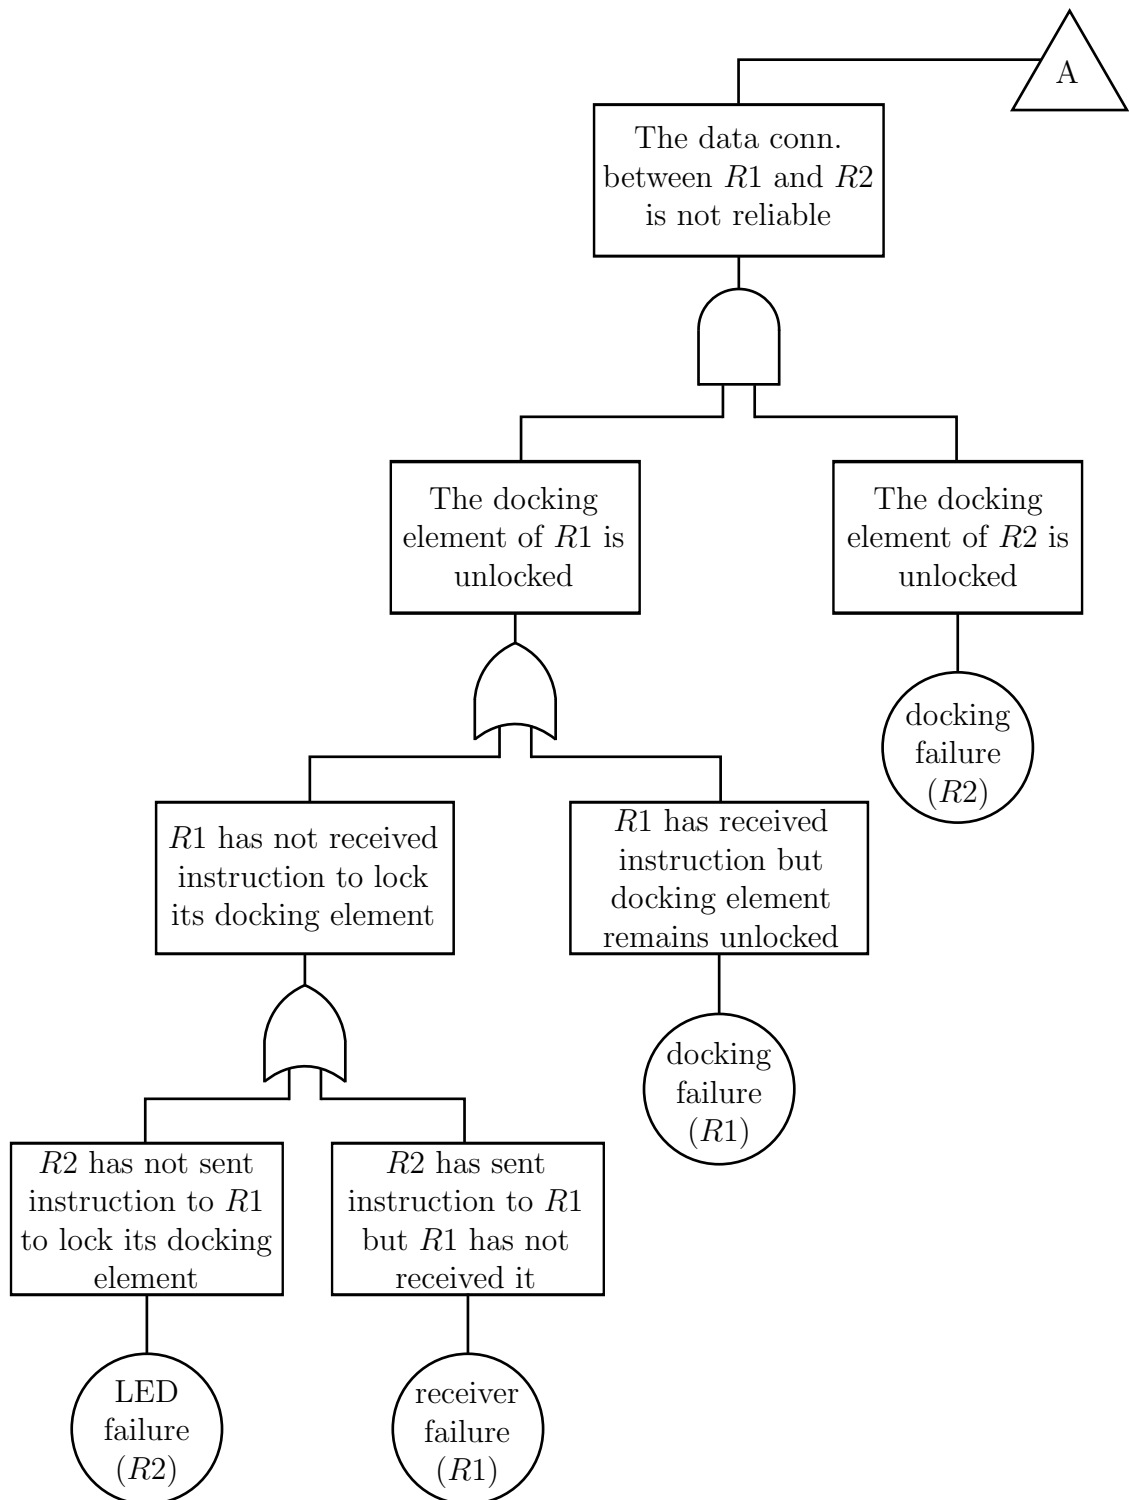 A
The data conn.
between R1 and R2
is not reliable
The docking
element of R1 is
unlocked
The docking
element of R2 is
unlocked
docking
failure
(R2)
R1 has not received
instruction to lock
its docking element
R1 has received
instruction but
docking element
remains unlocked
docking
failure
(R1)
R2 has not sent
instruction to R1
to lock its docking
element
R2 has sent
instruction to R1
but R1 has not
received it
LED
failure
(R2)
receiver
failure
(R1)